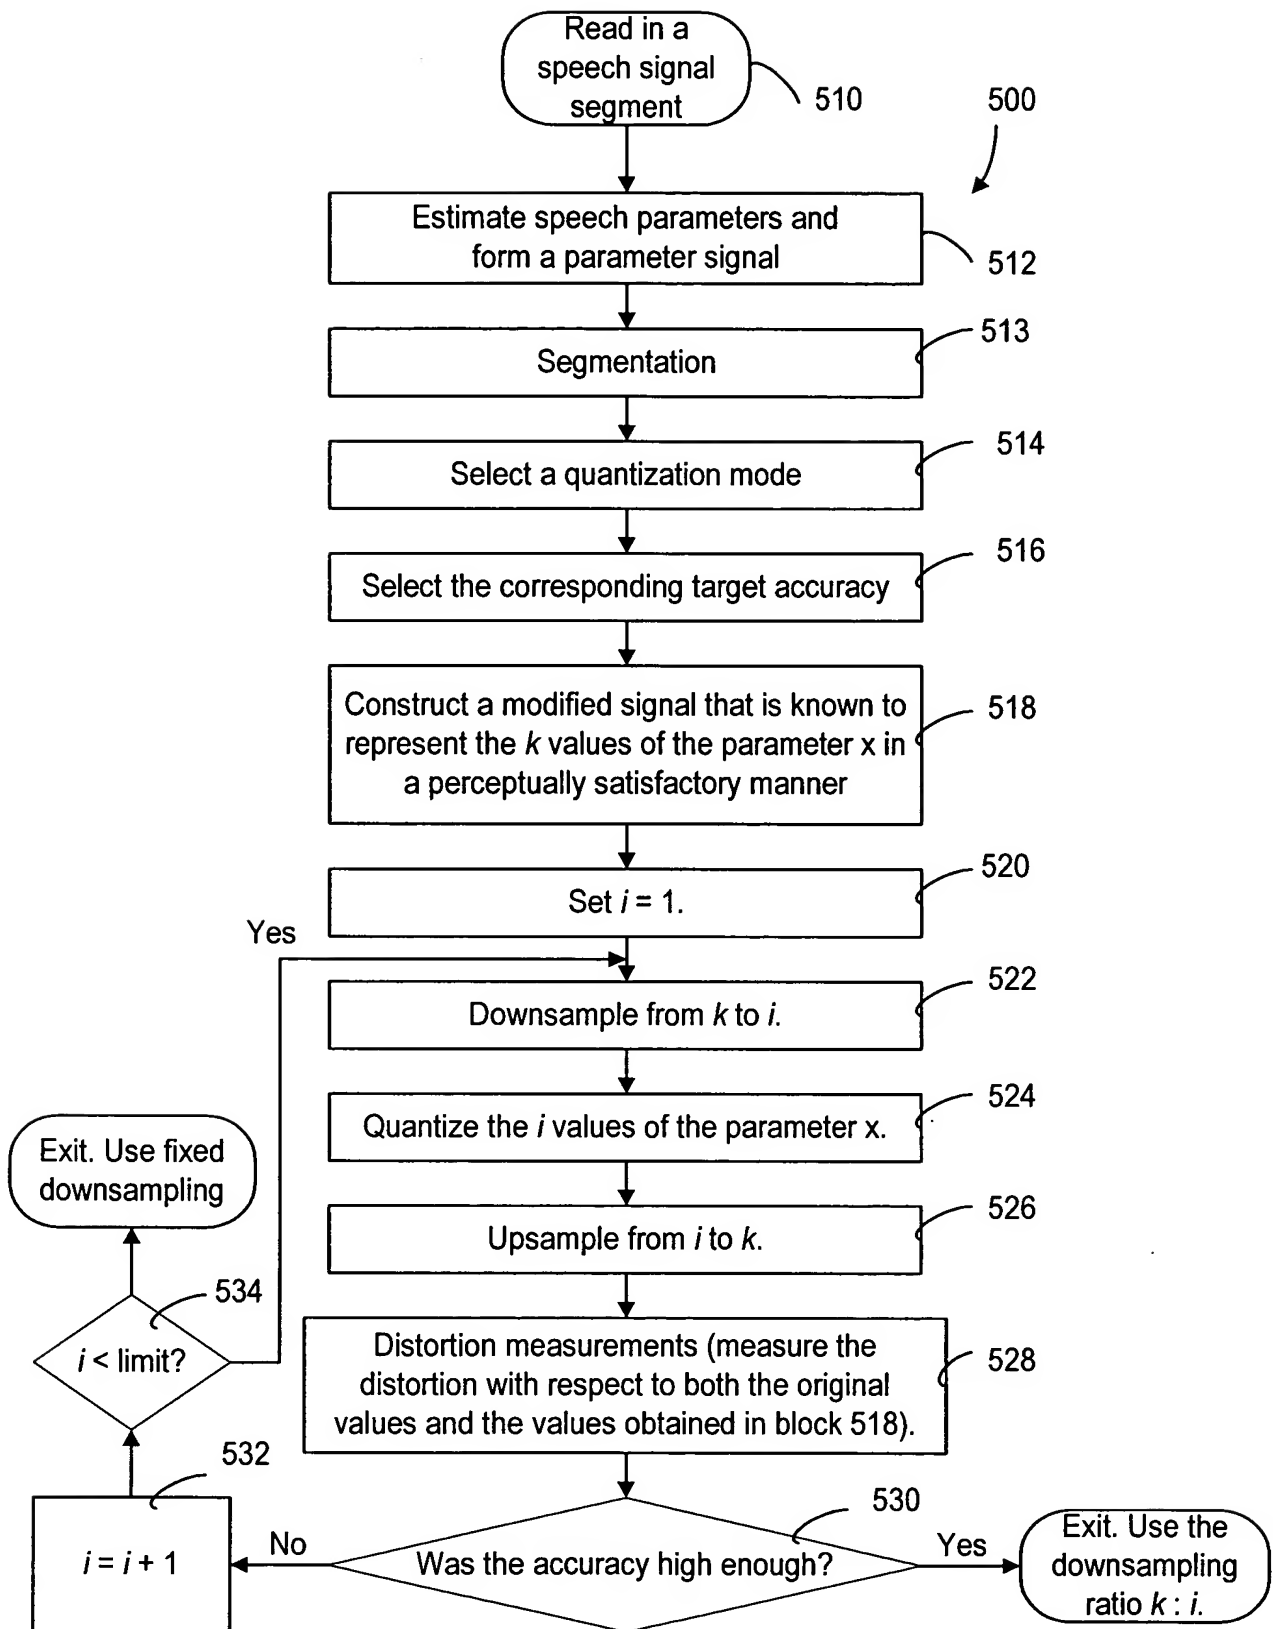 Read in a
speech signal
segment
510
500
Estimate speech parameters and
form a parameter signal
512
Segmentation
513
Select a quantization mode
514
Select the corresponding target accuracy
516
Construct a modified signal that is known to
represent the k values of the parameter x in
a perceptually satisfactory manner
518
Set i = 1.
520
Yes
Downsample from k to i.
522
Quantize the i values of the parameter x.
524
Exit. Use fixed
downsampling
Upsample from i to k.
526
i < limit?
534
Distortion measurements (measure the
distortion with respect to both the original
values and the values obtained in block 518).
528
532
i = i + 1
No
Was the accuracy high enough?
530
Yes
Exit. Use the
downsampling
ratio k : i.